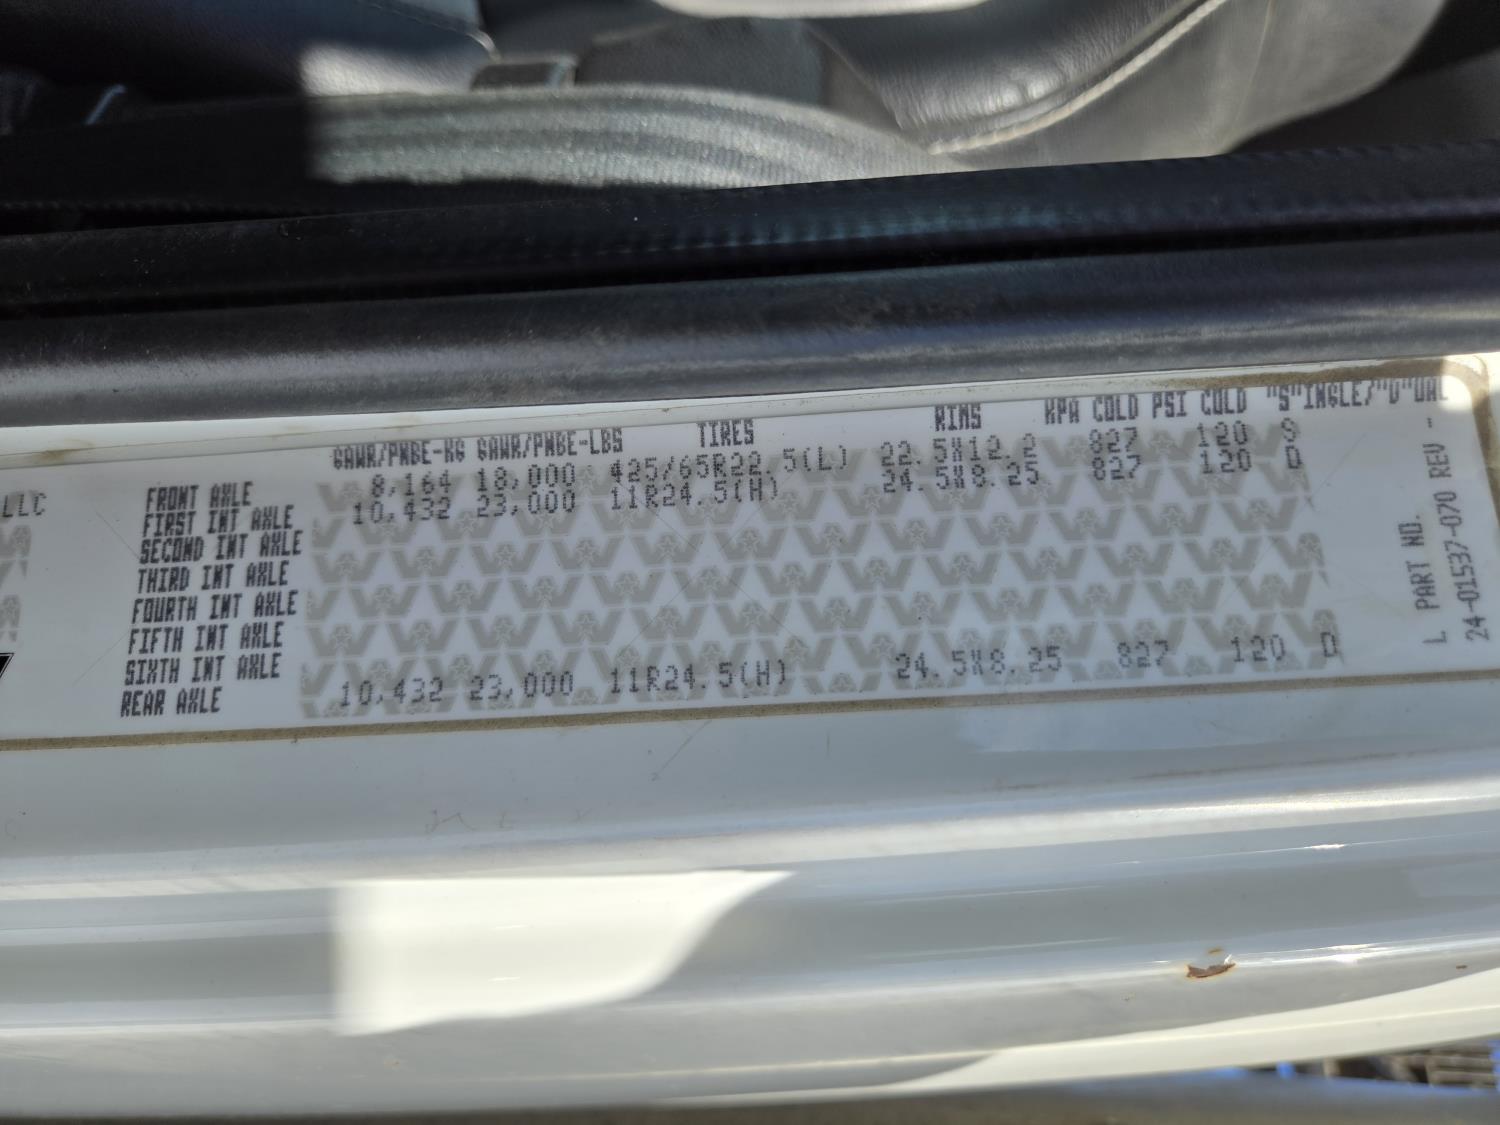 GAWR/PNBE-KG GAWR/PNBE-LBS TIRES RIMS KPA COLD PSI COLD "S"INGLE/"D"UAL
FRONT AXLE 8,164 18,000 425/65R22.5(L) 22.5X12.2 827 120 S
FIRST INT AXLE 10,432 23,000 11R24.5(H) 24.5X8.25 827 120 D
SECOND INT AXLE
THIRD INT AXLE
FOURTH INT AXLE
FIFTH INT AXLE
SIXTH INT AXLE
REAR AXLE 10,432 23,000 11R24.5(H) 24.5X8.25 827 120 D
LLC
L PART NO.
24-01537-070 REV -